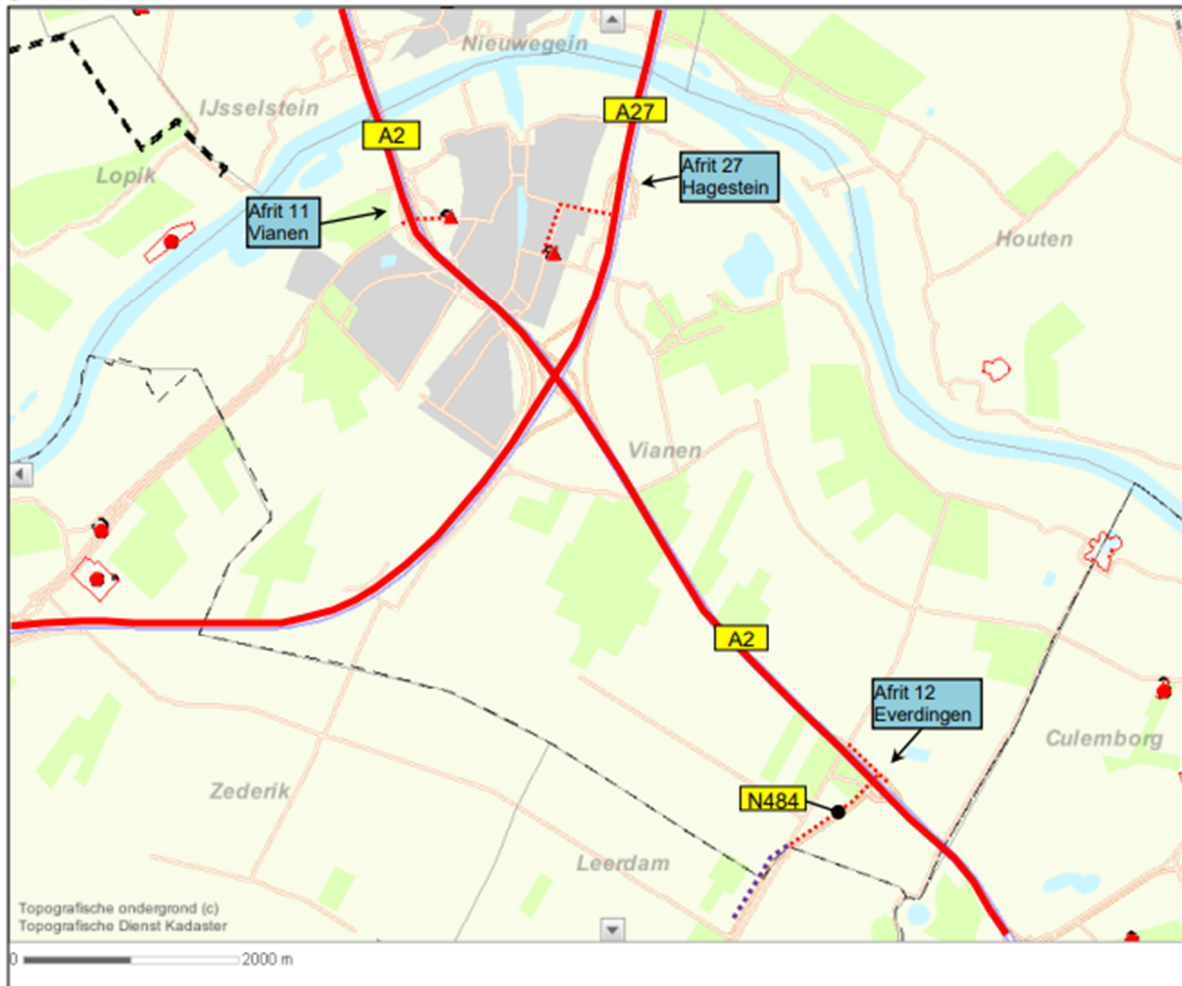 Nieuwegein
IJsselstein
A27
A2
Lopik
Afrit 27
Hagestein
Afrit 11
Vianen
Houten
Vianen
A2
Afrit 12
Everdingen
Culemborg
Zederik
N484
Leerdam
Topografische ondergrond (c)
Topografische Dienst Kadaster
0 2000 m